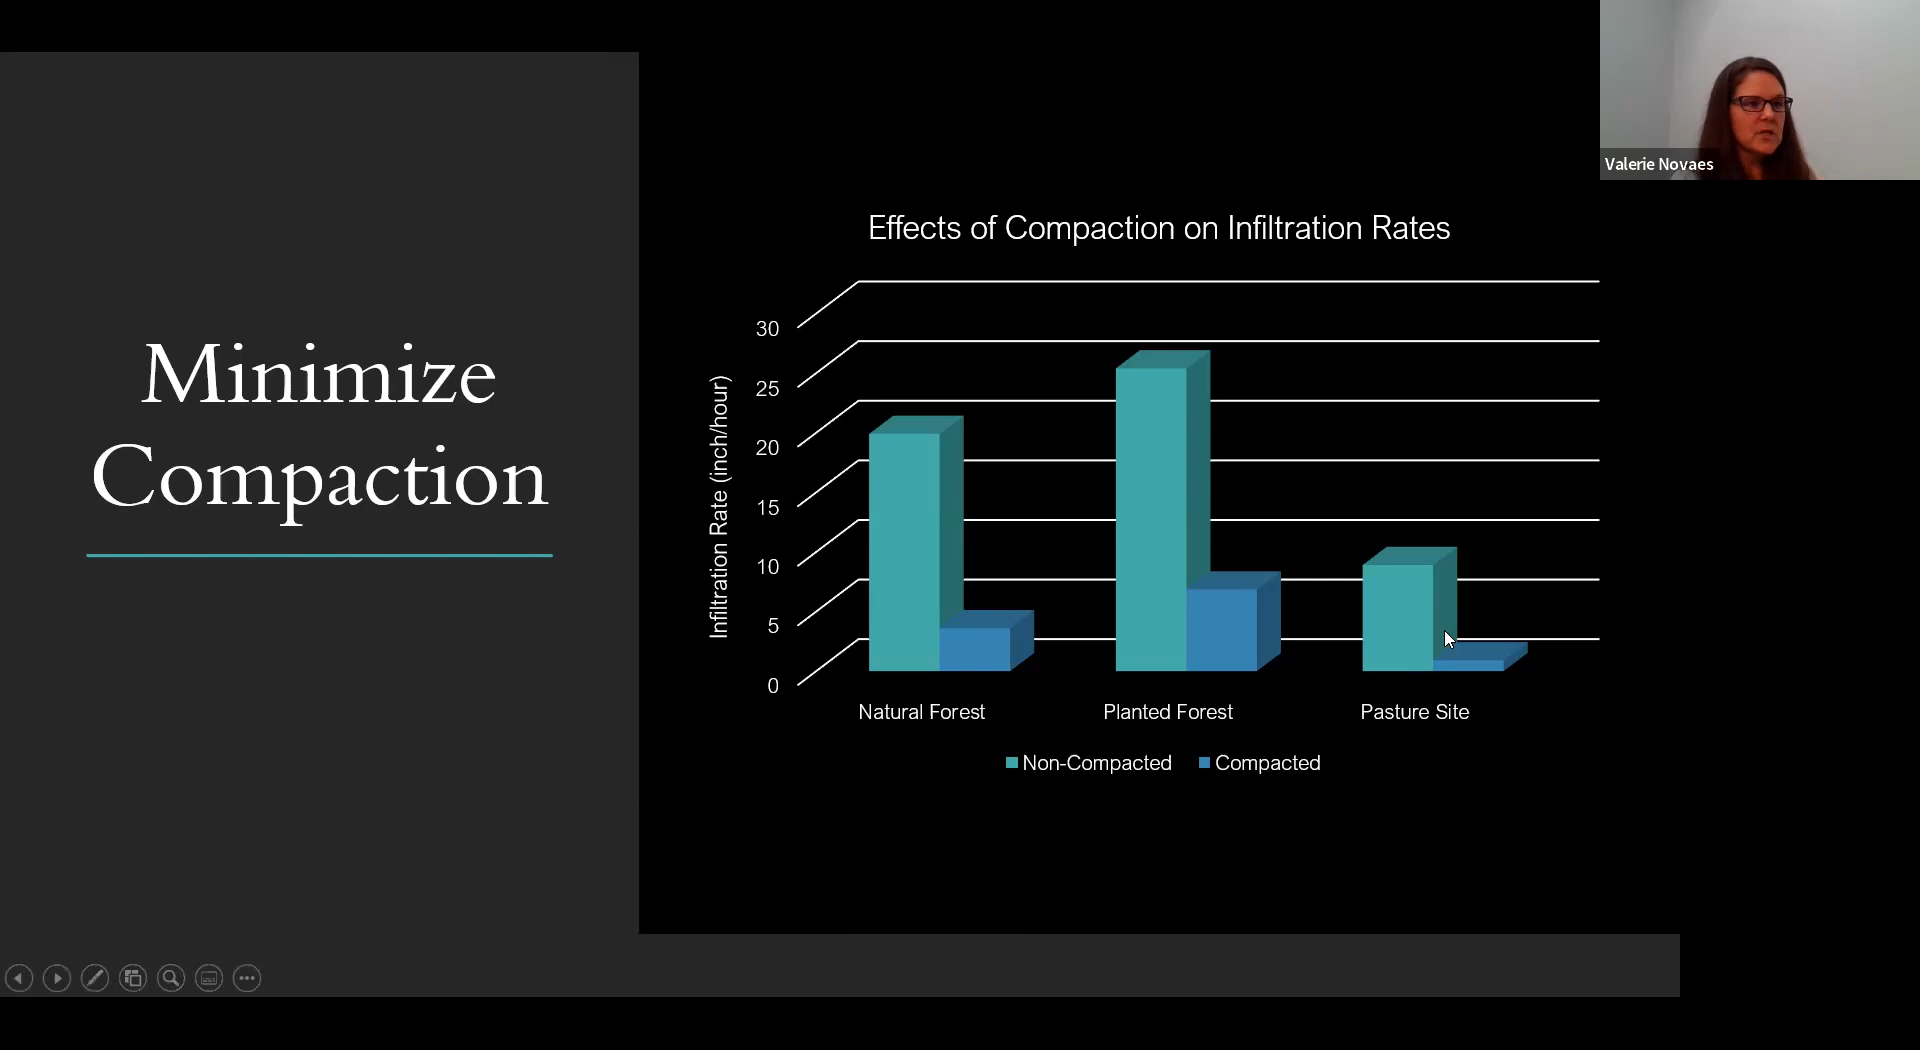 Valerie Novaes
Minimize
Compaction
Effects of Compaction on Infiltration Rates
Infiltration Rate (inch/hour)
30
25
20
15
10
5
0
Natural Forest
Planted Forest
Pasture Site
Non-Compacted
Compacted